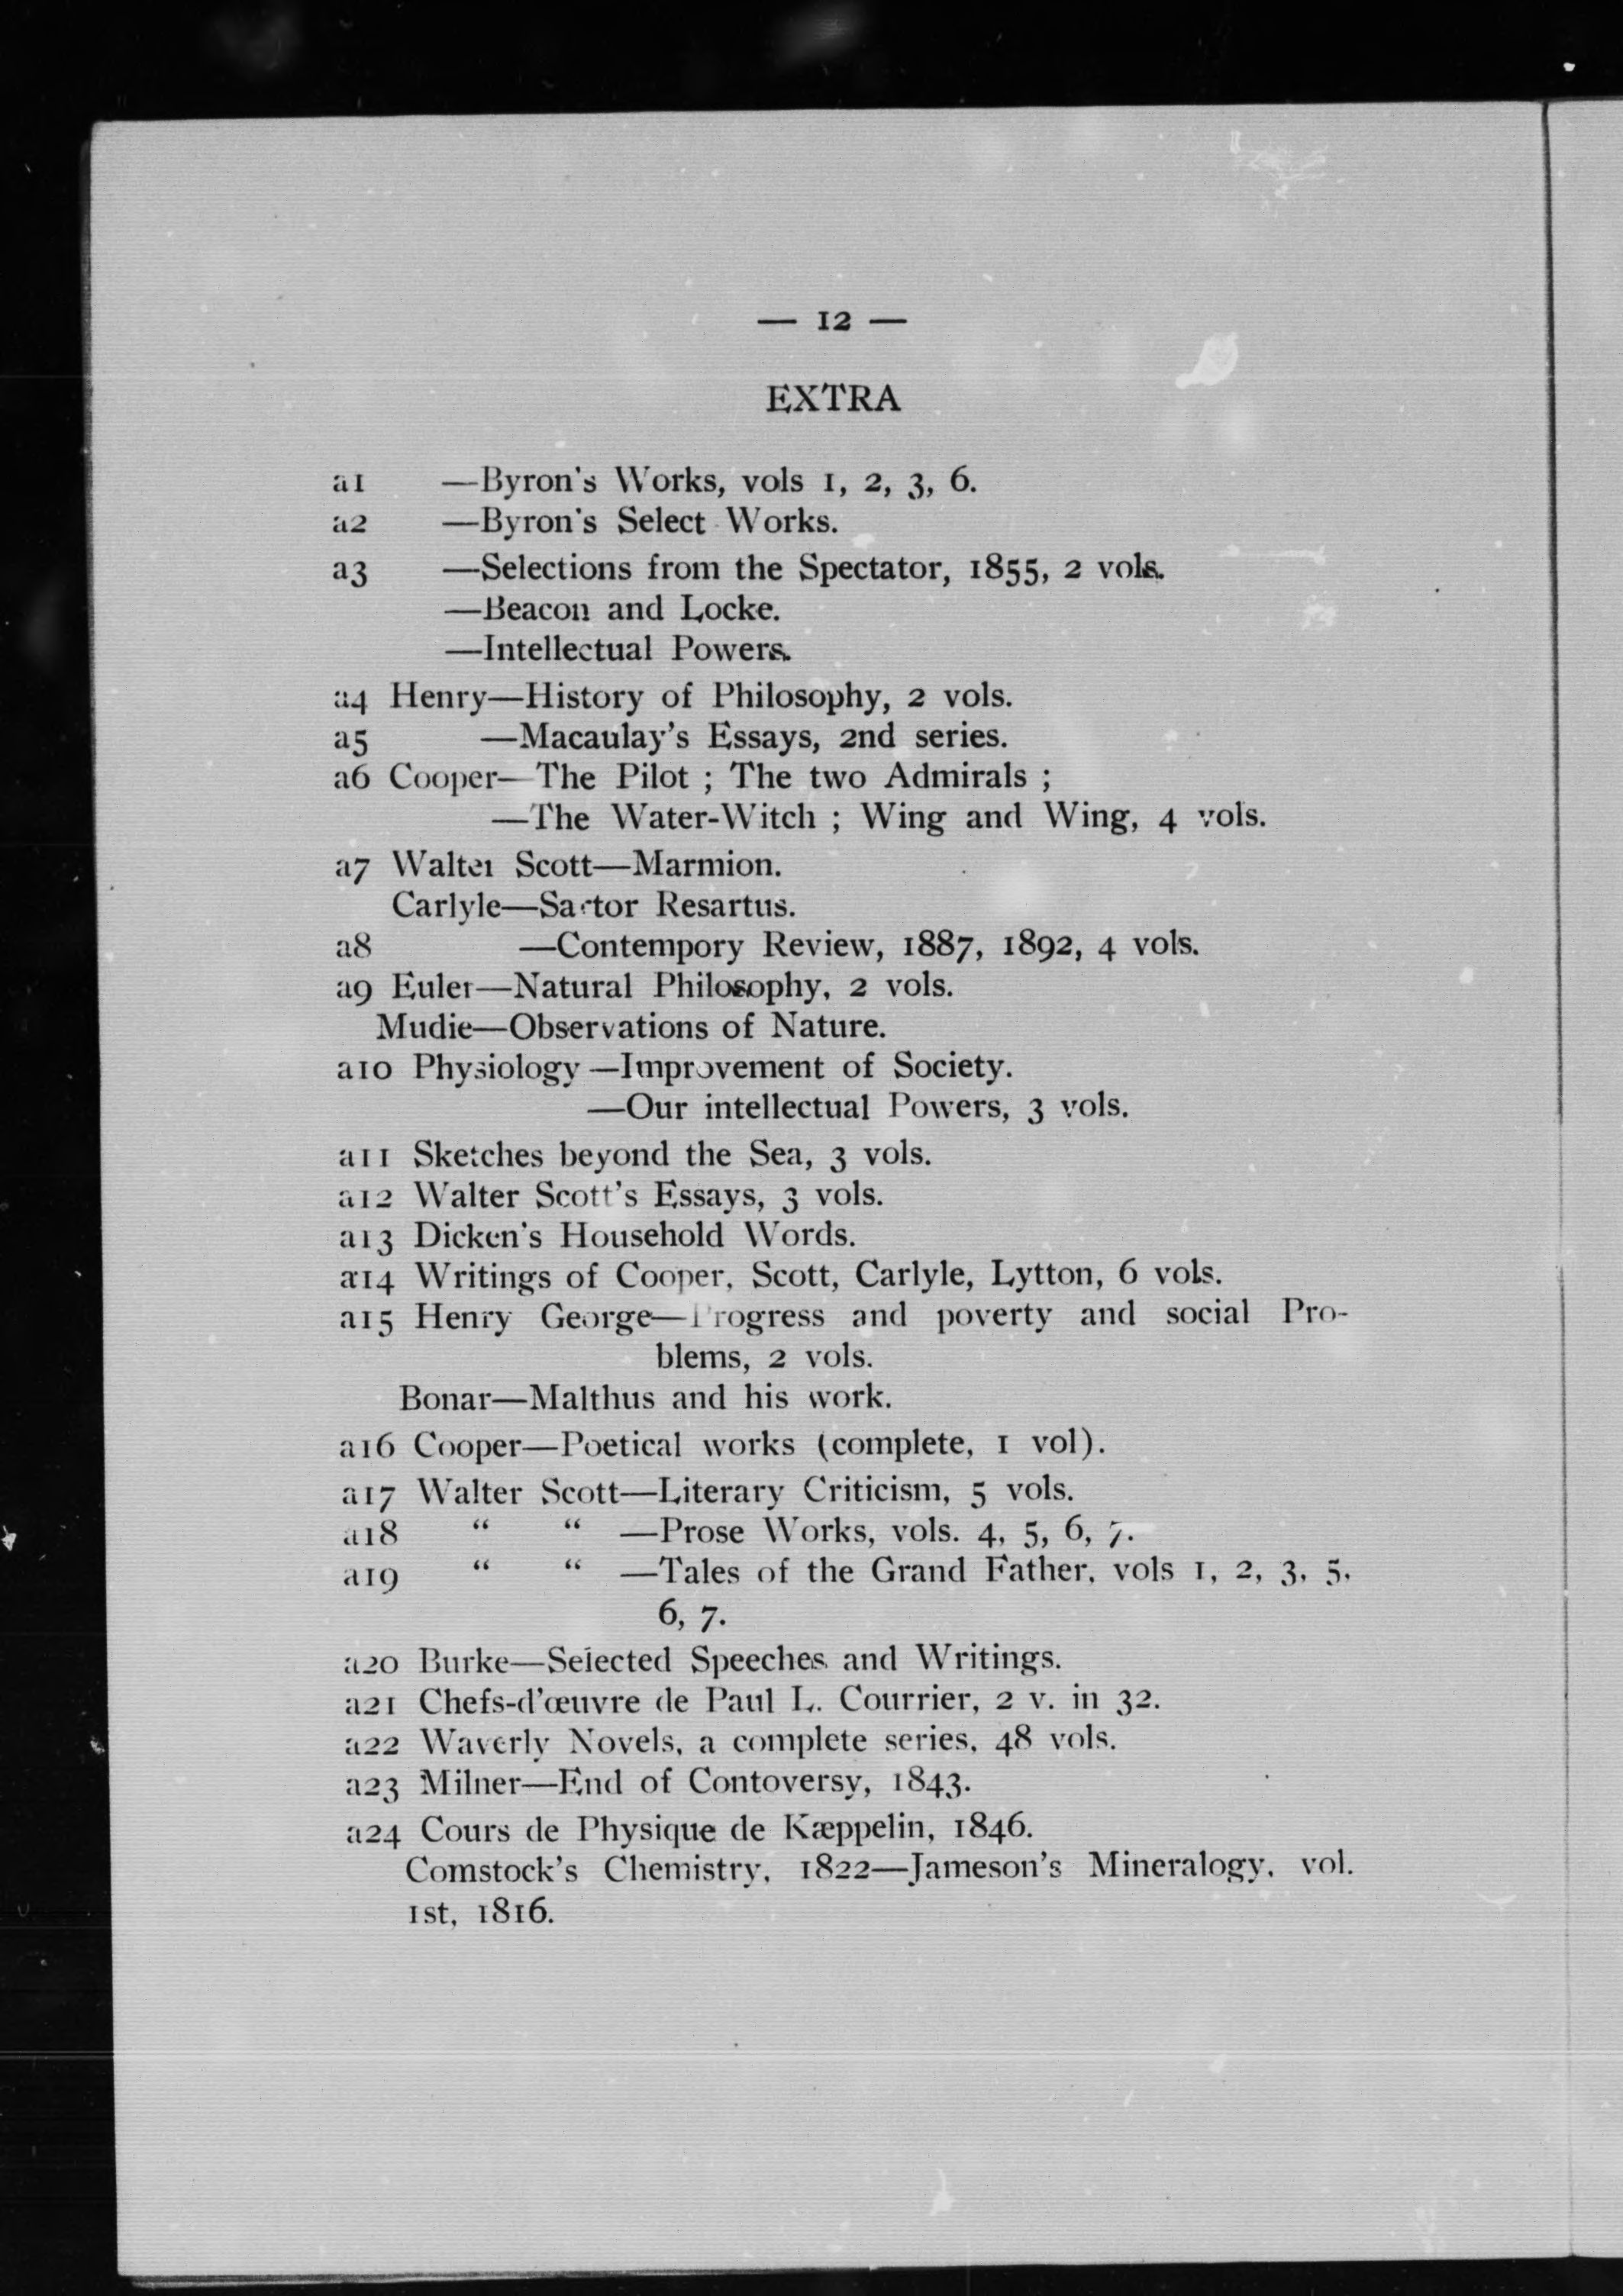 — 12 —
EXTRA
a1 —Byron's Works, vols 1, 2, 3, 6.
a2 —Byron's Select Works.
a3 —Selections from the Spectator, 1855, 2 vols.
—Beacon and Locke.
—Intellectual Powers.
a4 Henry—History of Philosophy, 2 vols.
a5 —Macaulay's Essays, 2nd series.
a6 Cooper—The Pilot ; The two Admirals ;
—The Water-Witch ; Wing and Wing, 4 vols.
a7 Walter Scott—Marmion.
Carlyle—Sartor Resartus.
a8 —Contempory Review, 1887, 1892, 4 vols.
a9 Euler—Natural Philosophy, 2 vols.
Mudie—Observations of Nature.
a10 Physiology—Improvement of Society.
—Our intellectual Powers, 3 vols.
a11 Sketches beyond the Sea, 3 vols.
a12 Walter Scott's Essays, 3 vols.
a13 Dicken's Household Words.
a14 Writings of Cooper, Scott, Carlyle, Lytton, 6 vols.
a15 Henry George—Progress and poverty and social Pro-
blems, 2 vols.
Bonar—Malthus and his work.
a16 Cooper—Poetical works (complete, 1 vol).
a17 Walter Scott—Literary Criticism, 5 vols.
a18 “ “ —Prose Works, vols. 4, 5, 6, 7.
a19 “ “ —Tales of the Grand Father, vols 1, 2, 3, 5,
6, 7.
a20 Burke—Selected Speeches and Writings.
a21 Chefs-d'œuvre de Paul L. Courrier, 2 v. in 32.
a22 Waverly Novels, a complete series, 48 vols.
a23 Milner—End of Contoversy, 1843.
a24 Cours de Physique de Kæppelin, 1846.
Comstock's Chemistry, 1822—Jameson's Mineralogy, vol.
1st, 1816.